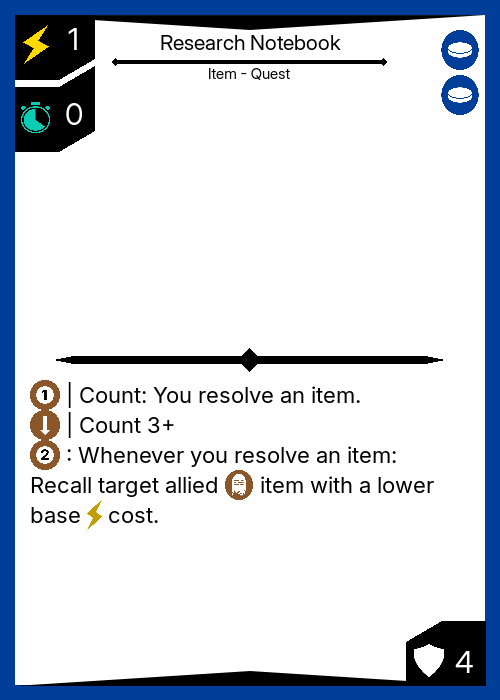 1
Research Notebook
Item - Quest
0
1 | Count: You resolve an item.
| Count 3+
2 : Whenever you resolve an item:
Recall target allied item with a lower
base cost.
4